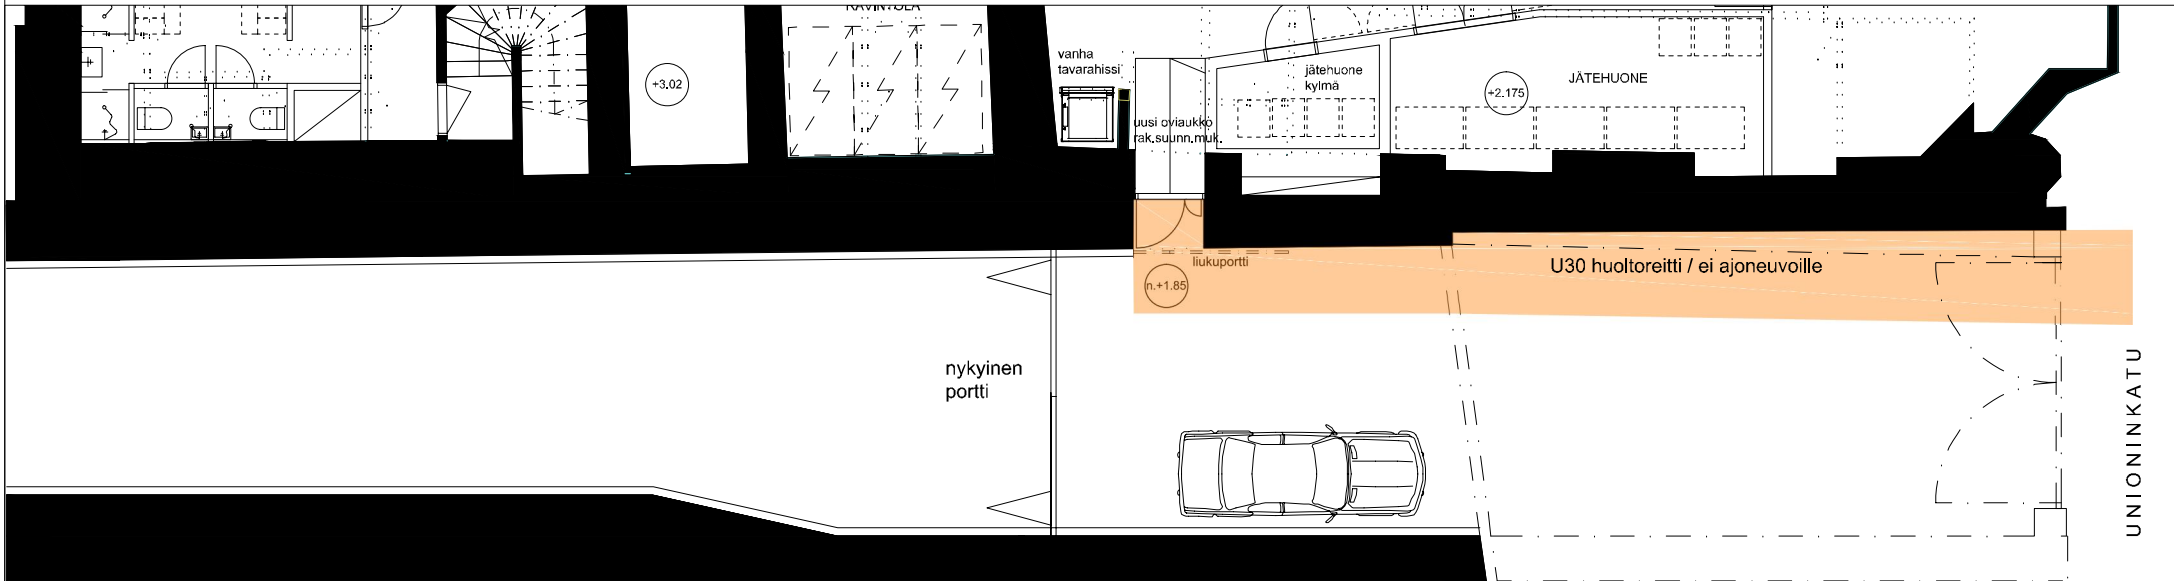 RAVINTOLA
vanha
tavarahissi
+3.02
jätehuone
kylmä
+2.175
JÄTEHUONE
uusi oviaukko
rak.suunn.muk.
liukuportti
n.+1.85
U30 huoltoreitti / ei ajoneuvoille
nykyinen
portti
UNIONINKATU